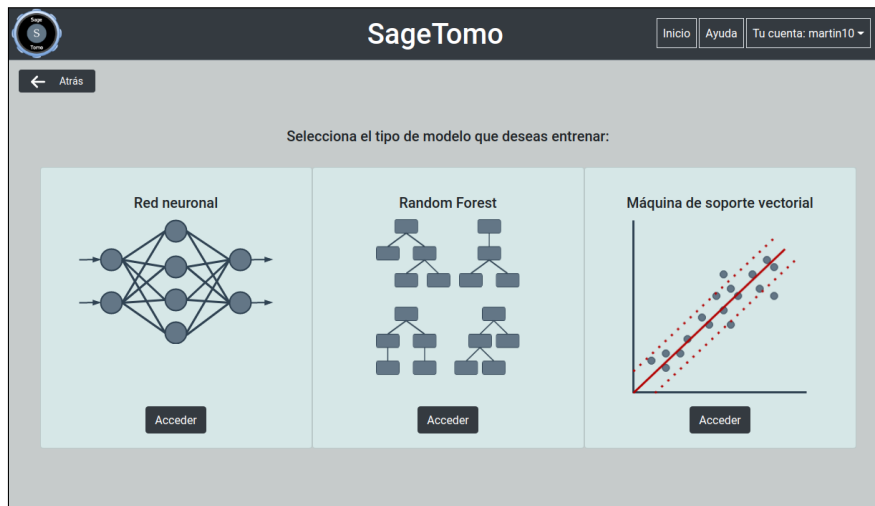 Sage
S
Tomo
SageTomo
Inicio
Ayuda
Tu cuenta: martin10
Atrás
Selecciona el tipo de modelo que deseas entrenar:
Red neuronal
Random Forest
Máquina de soporte vectorial
Acceder
Acceder
Acceder